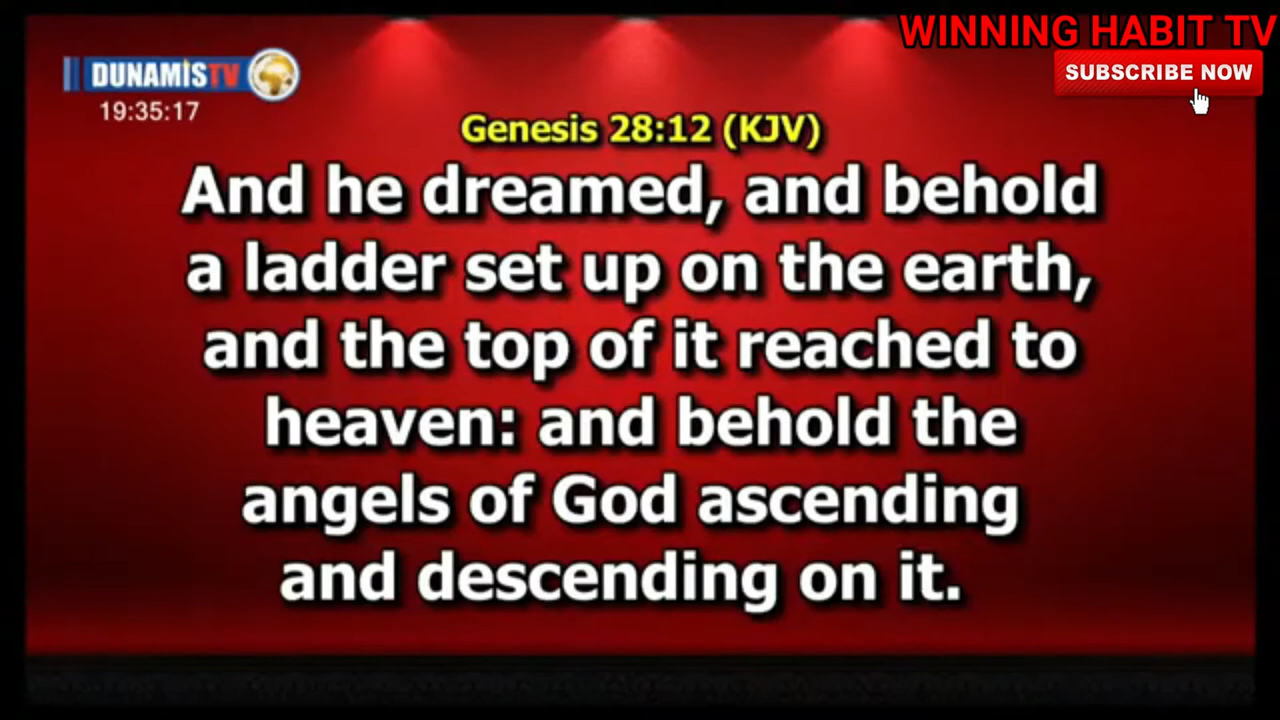 WINNING HABIT TV
DUNAMISTV
SUBSCRIBE NOW
19:35:17
Genesis 28:12 (KJV)
And he dreamed, and behold
a ladder set up on the earth,
and the top of it reached to
heaven: and behold the
angels of God ascending
and descending on it.